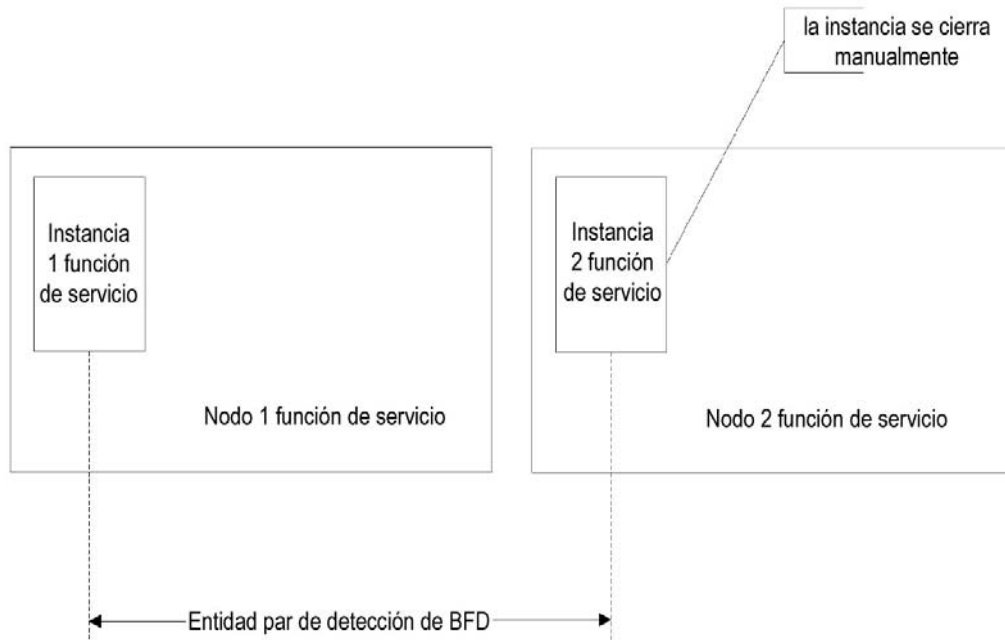 la instancia se cierra
manualmente
Instancia
1 función
de servicio
Instancia
2 función
de servicio
Nodo 1 función de servicio
Nodo 2 función de servicio
Entidad par de detección de BFD